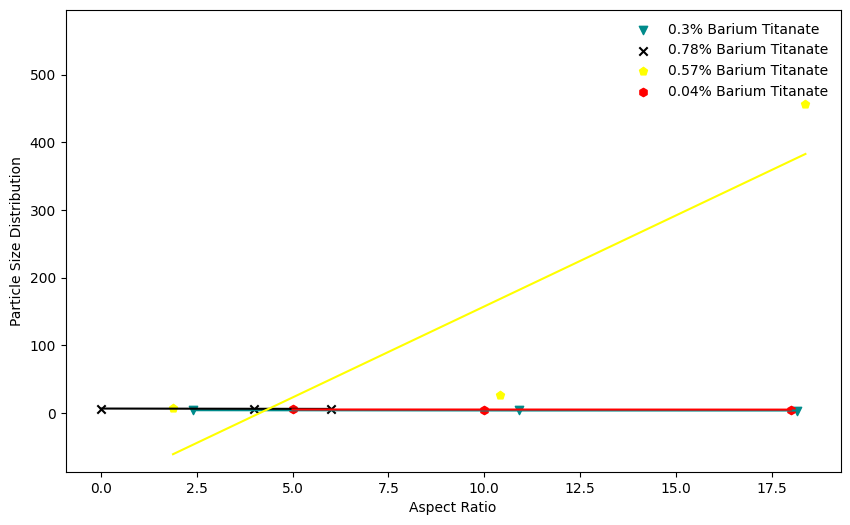 0.3% Barium Titanate
0.78% Barium Titanate
0.57% Barium Titanate
0.04% Barium Titanate
500
400
300
200
100
0
Particle Size Distribution
0.0 2.5 5.0 7.5 10.0 12.5 15.0 17.5
Aspect Ratio